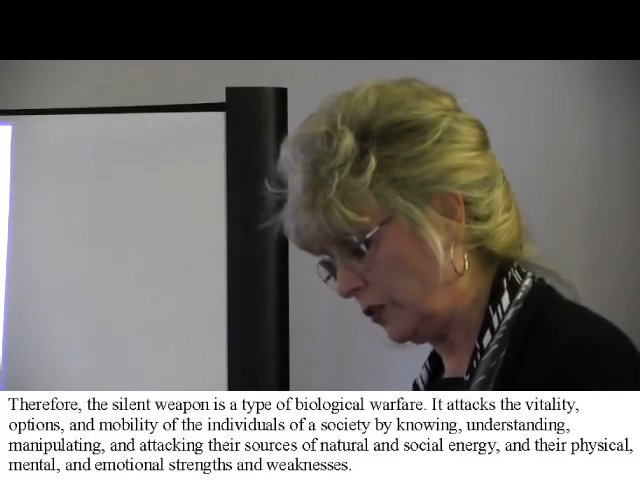 Therefore, the silent weapon is a type of biological warfare. It attacks the vitality,
options, and mobility of the individuals of a society by knowing, understanding,
manipulating, and attacking their sources of natural and social energy, and their physical,
mental, and emotional strengths and weaknesses.